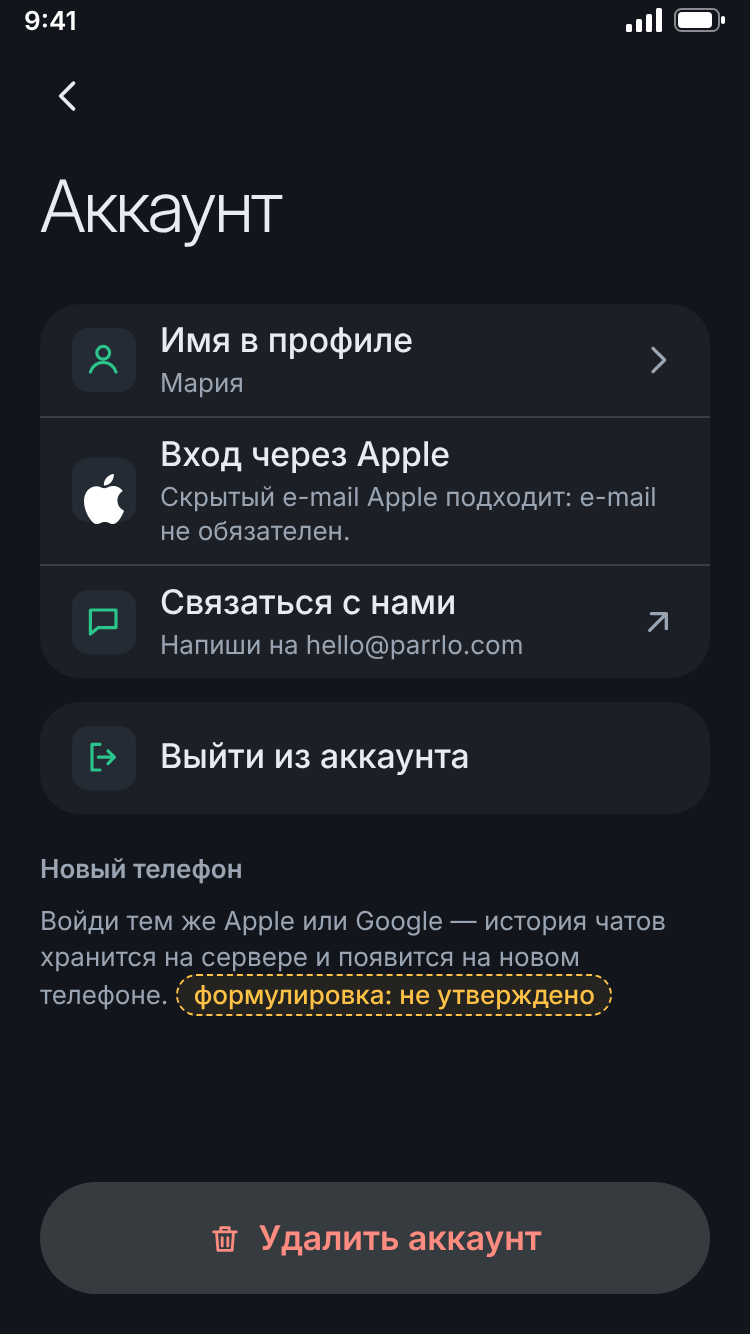 9:41
Аккаунт
Имя в профиле
Мария
Вход через Apple
Скрытый e-mail Apple подходит: e-mail
не обязателен.
Связаться с нами
Напиши на hello@parrlo.com
Выйти из аккаунта
Новый телефон
Войди тем же Apple или Google — история чатов
хранится на сервере и появится на новом
телефоне. формулировка: не утверждено
Удалить аккаунт